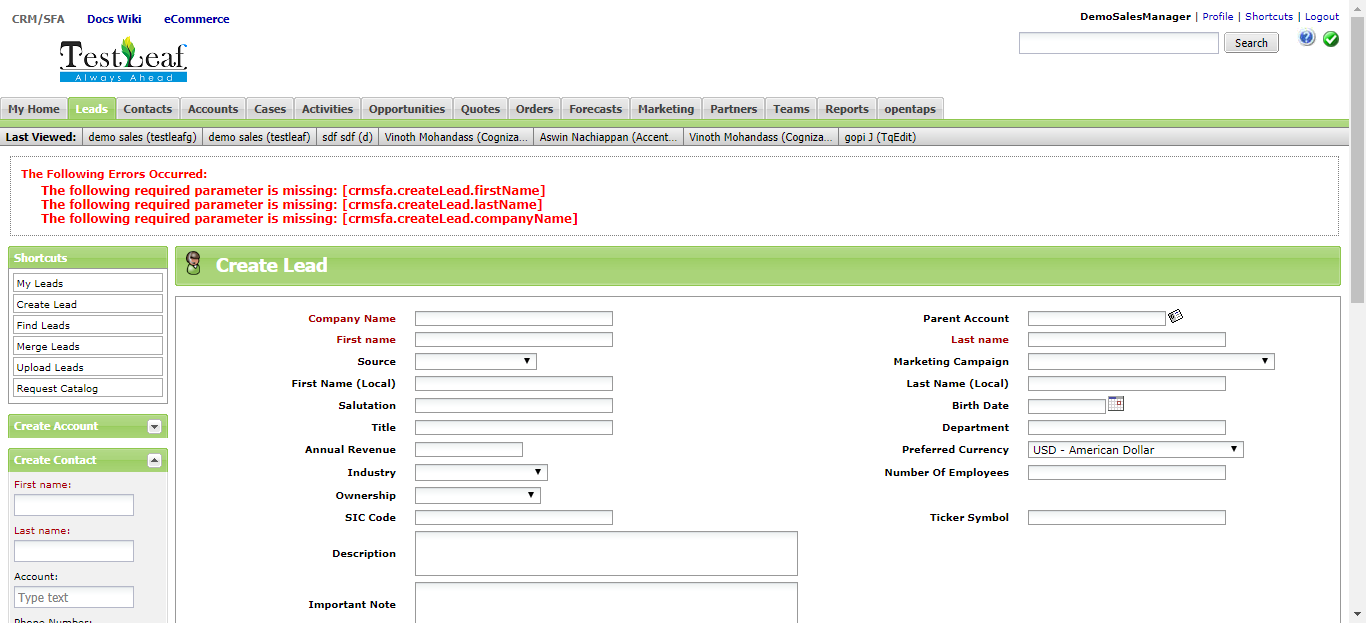 CRM/SFA Docs Wiki eCommerce
DemoSalesManager | Profile | Shortcuts | Logout
TestLeaf
Always Ahead
Search
My Home Leads Contacts Accounts Cases Activities Opportunities Quotes Orders Forecasts Marketing Partners Teams Reports opentaps
Last Viewed: demo sales (testleafg) demo sales (testleaf) sdf sdf (d) Vinoth Mohandass (Cogniza... Aswin Nachiappan (Accent... Vinoth Mohandass (Cogniza... gopi J (TqEdit)
The Following Errors Occurred:
The following required parameter is missing: [crmsfa.createLead.firstName]
The following required parameter is missing: [crmsfa.createLead.lastName]
The following required parameter is missing: [crmsfa.createLead.companyName]
Shortcuts
My Leads
Create Lead
Find Leads
Merge Leads
Upload Leads
Request Catalog
Create Account
Create Contact
First name:
Last name:
Account:
Type text
Phone Number:
Create Lead
Company Name Parent Account
First name Last name
Source Marketing Campaign
First Name (Local) Last Name (Local)
Salutation Birth Date
Title Department
Annual Revenue Preferred Currency USD - American Dollar
Industry Number Of Employees
Ownership
SIC Code Ticker Symbol
Description
Important Note